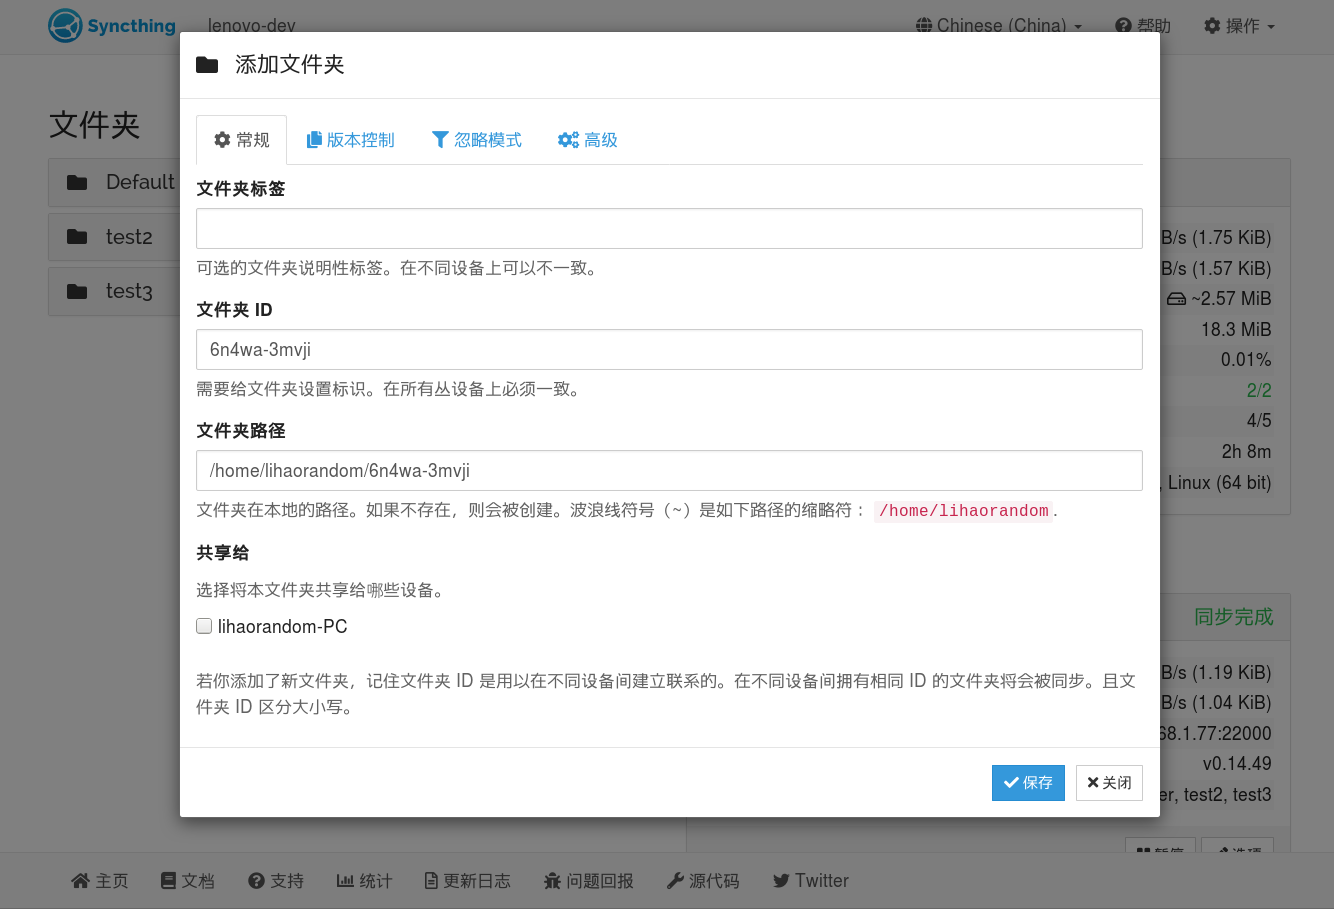 Syncthing
lenovo-dev
Chinese (China)
帮助
操作
添加文件夹
文件夹
常规
版本控制
忽略模式
高级
Default
test2
test3
文件夹标签
可选的文件夹说明性标签。在不同设备上可以不一致。
文件夹 ID
6n4wa-3mvji
需要给文件夹设置标识。在所有丛设备上必须一致。
文件夹路径
/home/lihaorandom/6n4wa-3mvji
文件夹在本地的路径。如果不存在，则会被创建。波浪线符号（~）是如下路径的缩略符： /home/lihaorandom.
共享给
选择将本文件夹共享给哪些设备。
lihaorandom-PC
若你添加了新文件夹，记住文件夹 ID 是用以在不同设备间建立联系的。在不同设备间拥有相同 ID 的文件夹将会被同步。且文
件夹 ID 区分大小写。
保存
关闭
B/s (1.75 KiB)
B/s (1.57 KiB)
~2.57 MiB
18.3 MiB
0.01%
2/2
4/5
2h 8m
, Linux (64 bit)
同步完成
B/s (1.19 KiB)
B/s (1.04 KiB)
68.1.77:22000
v0.14.49
er, test2, test3
暂停
选项
主页
文档
支持
统计
更新日志
问题回报
源代码
Twitter